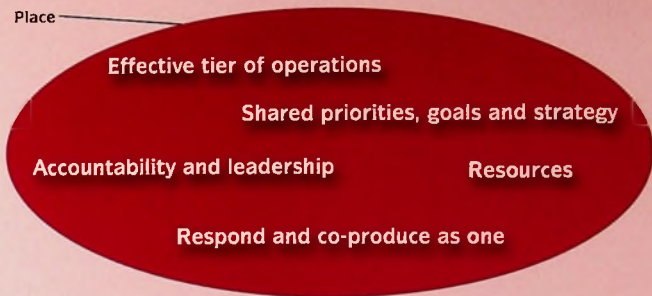 Place
Effective tier of operations
Shared priorities, goals and strategy
Accountability and leadership
Resources
Respond and co-produce as one